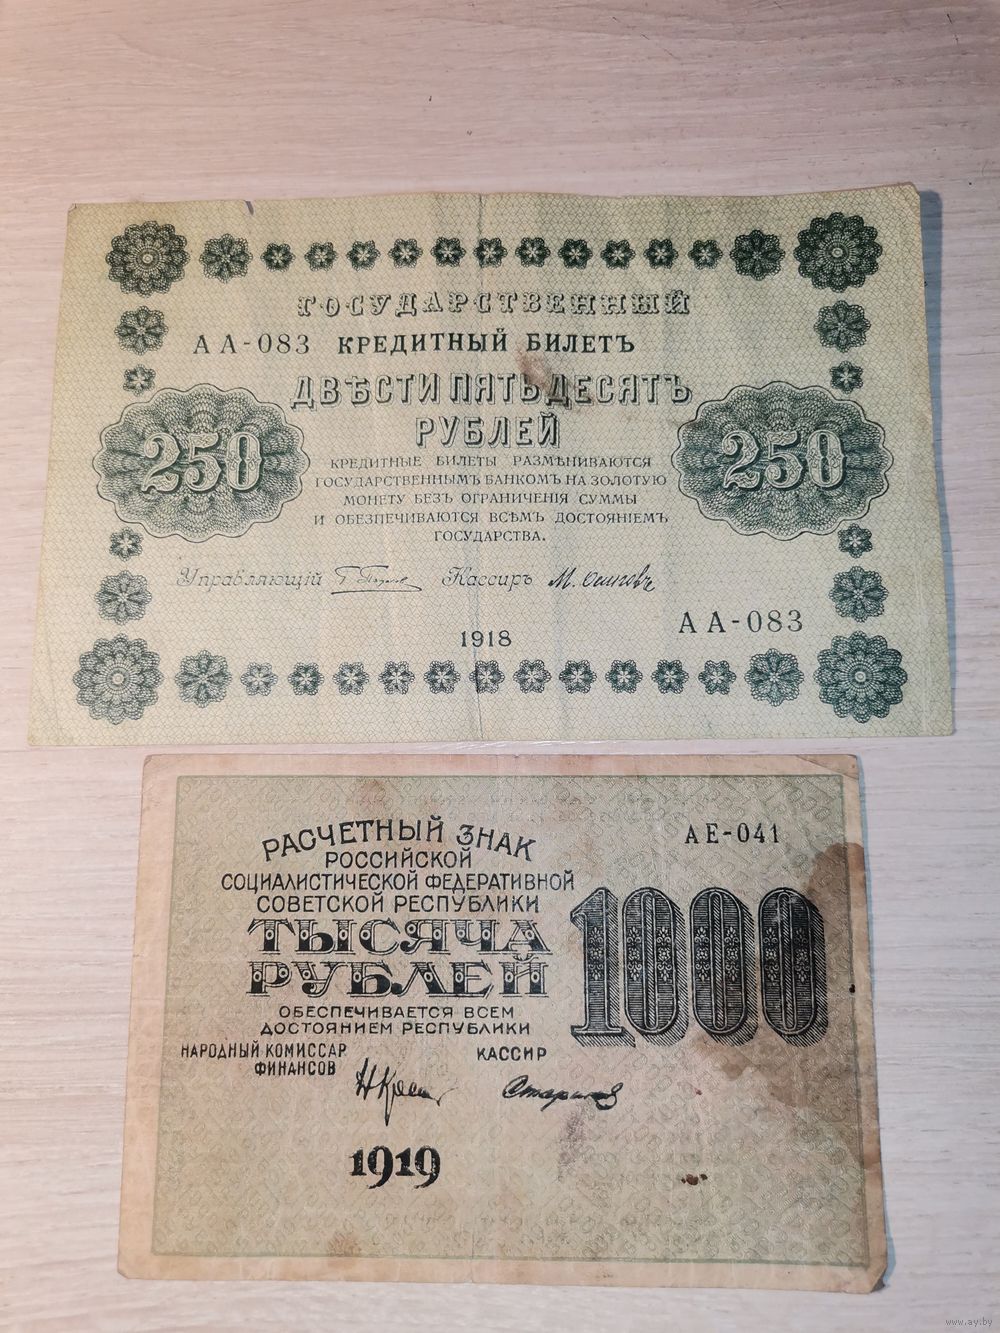 ГОСУДАРСТВЕННЫЙ
АА-083 КРЕДИТНЫЙ БИЛЕТЪ
ДВѢСТИ ПЯТЬДЕСЯТЪ
РУБЛЕЙ
250
250
КРЕДИТНЫЕ БИЛЕТЫ РАЗМѢНИВАЮТСЯ
ГОСУДАРСТВЕННЫМЪ БАНКОМЪ НА ЗОЛОТУЮ
МОНЕТУ БЕЗЪ ОГРАНИЧЕНІЯ СУММЫ
И ОБЕЗПЕЧИВАЮТСЯ ВСѢМЪ ДОСТОЯНІЕМЪ
ГОСУДАРСТВА.
Управляющій Кассиръ М. Осиповъ
1918
АА-083
РАСЧЕТНЫЙ ЗНАК
РОССИЙСКОЙ
СОЦИАЛИСТИЧЕСКОЙ ФЕДЕРАТИВНОЙ
СОВЕТСКОЙ РЕСПУБЛИКИ
ТЫСЯЧА
РУБЛЕЙ
ОБЕСПЕЧИВАЕТСЯ ВСЕМ
ДОСТОЯНИЕМ РЕСПУБЛИКИ
НАРОДНЫЙ КОМИССАР
ФИНАНСОВ
КАССИР
1919
АЕ-041
1000
www.ay.by